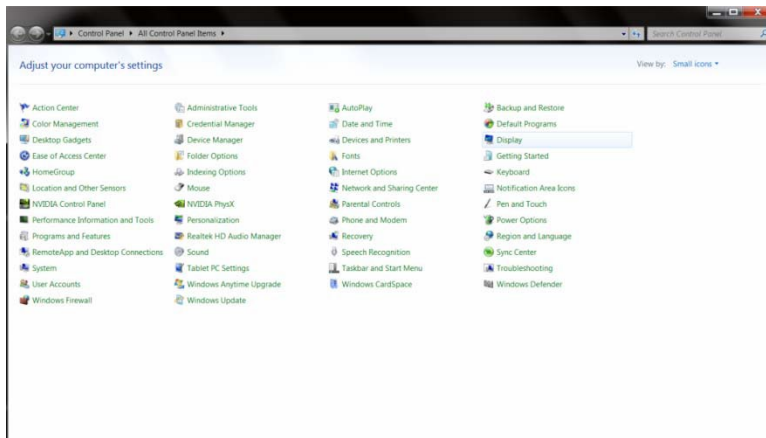 Control Panel All Control Panel Items Search Control Panel
Adjust your computer's settings View by: Small icons
Action Center Administrative Tools AutoPlay Backup and Restore
Color Management Credential Manager Date and Time Default Programs
Desktop Gadgets Device Manager Devices and Printers Display
Ease of Access Center Folder Options Fonts Getting Started
HomeGroup Indexing Options Internet Options Keyboard
Location and Other Sensors Mouse Network and Sharing Center Notification Area Icons
NVIDIA Control Panel NVIDIA PhysX Parental Controls Pen and Touch
Performance Information and Tools Personalization Phone and Modem Power Options
Programs and Features Realtek HD Audio Manager Recovery Region and Language
RemoteApp and Desktop Connections Sound Speech Recognition Sync Center
System Tablet PC Settings Taskbar and Start Menu Troubleshooting
User Accounts Windows Anytime Upgrade Windows CardSpace Windows Defender
Windows Firewall Windows Update